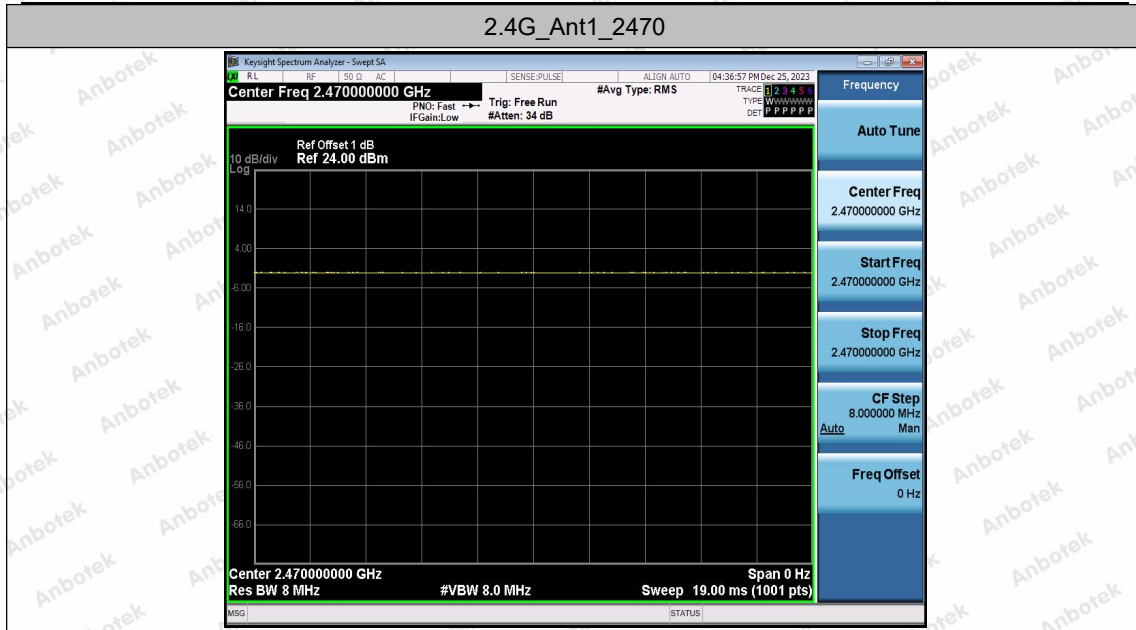 2.4G_Ant1_2470
Keysight Spectrum Analyzer - Swept SA
RL RF 50 Ω AC SENSE:PULSE ALIGN AUTO 04:36:57 PM Dec 25, 2023
Center Freq 2.470000000 GHz
#Avg Type: RMS
TRACE 1 2 3 4 5 6
TYPE WWWWWW
DET P P P P P P
PNO: Fast
IFGain:Low
Trig: Free Run
#Atten: 34 dB
Ref Offset 1 dB
10 dB/div Ref 24.00 dBm
Log
14.0
4.00
-6.00
-16.0
-26.0
-36.0
-46.0
-56.0
-66.0
Center 2.470000000 GHz Span 0 Hz
Res BW 8 MHz #VBW 8.0 MHz Sweep 19.00 ms (1001 pts)
MSG STATUS
Frequency
Auto Tune
Center Freq
2.470000000 GHz
Start Freq
2.470000000 GHz
Stop Freq
2.470000000 GHz
CF Step
8.000000 MHz
Auto Man
Freq Offset
0 Hz
Anbotek